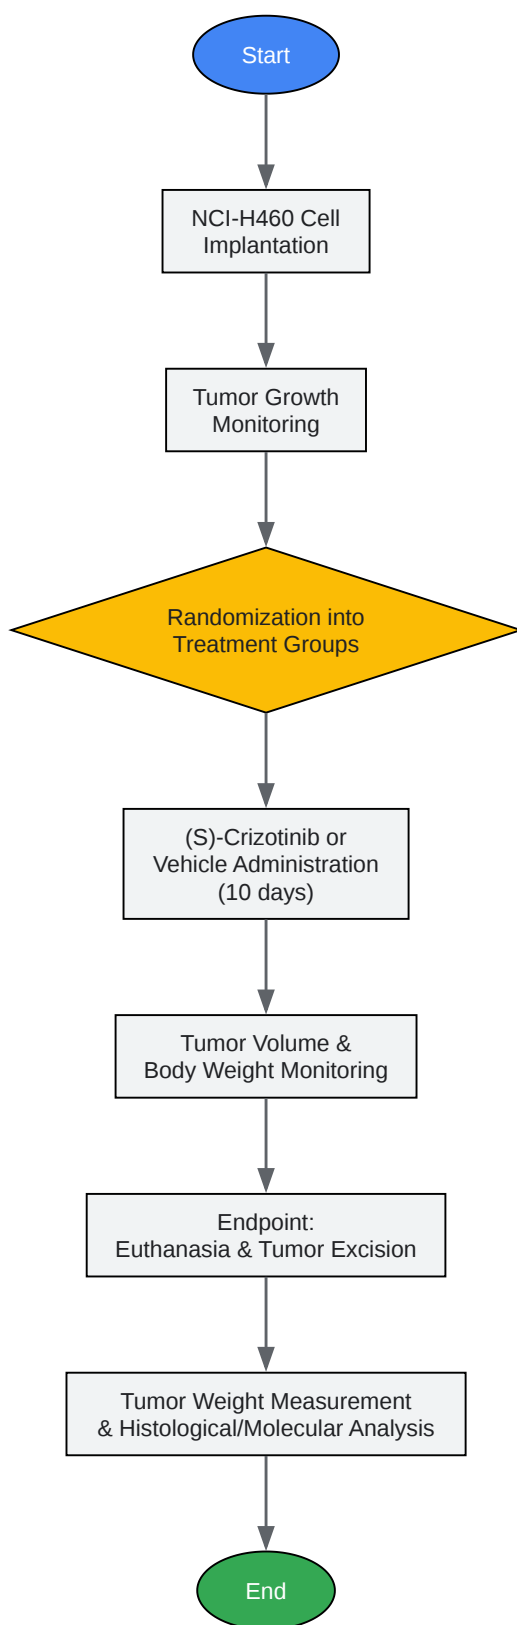 Start
NCI-H460 Cell
Implantation
Tumor Growth
Monitoring
Randomization into
Treatment Groups
(S)-Crizotinib or
Vehicle Administration
(10 days)
Tumor Volume &
Body Weight Monitoring
Endpoint:
Euthanasia & Tumor Excision
Tumor Weight Measurement
& Histological/Molecular Analysis
End